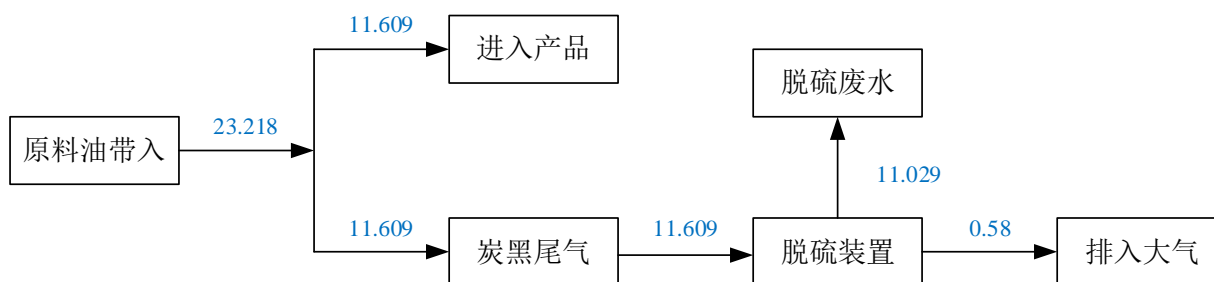 11.609
进入产品
脱硫废水
原料油带入
23.218
11.029
11.609
炭黑尾气
11.609
脱硫装置
0.58
排入大气